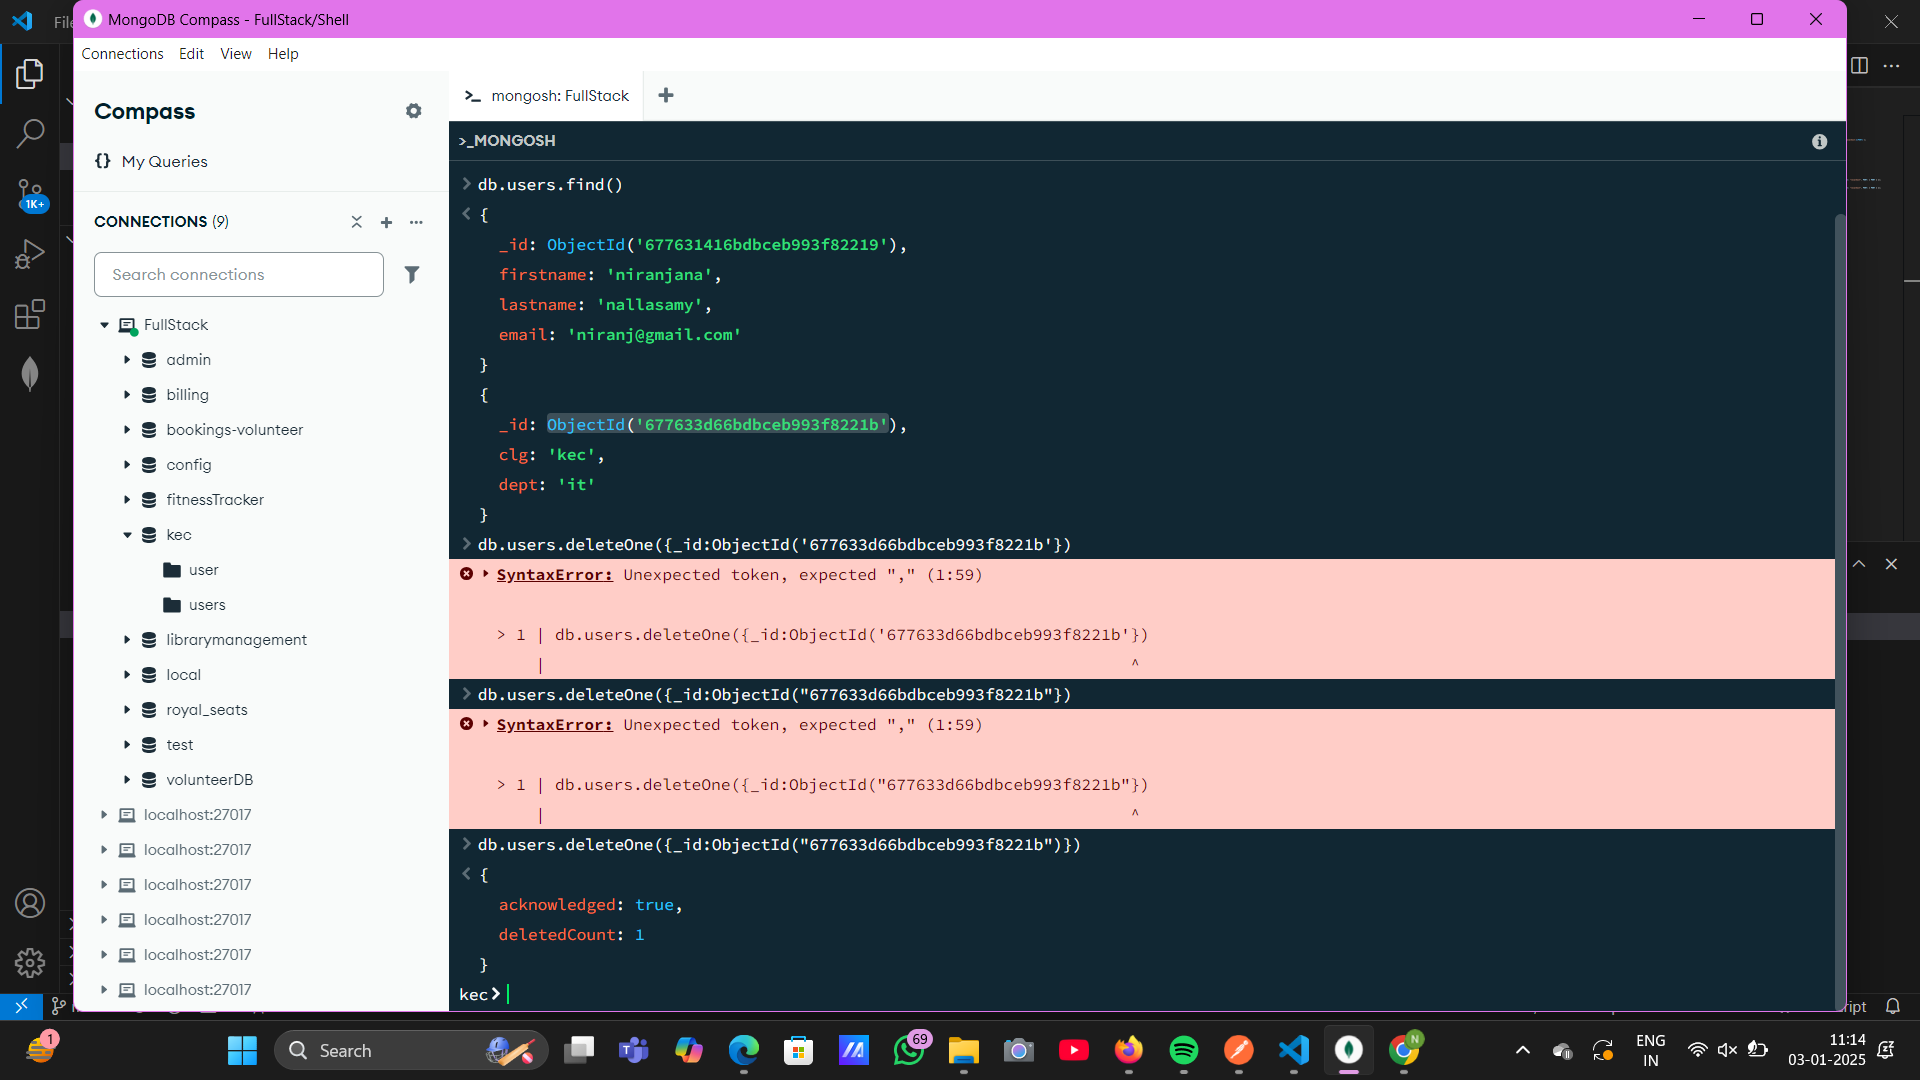 File
MongoDB Compass - FullStack/Shell
Connections Edit View Help
Compass
{} My Queries
CONNECTIONS (9)
Search connections
FullStack
admin
billing
bookings-volunteer
config
fitnessTracker
kec
user
users
librarymanagement
local
royal_seats
test
volunteerDB
localhost:27017
localhost:27017
localhost:27017
localhost:27017
localhost:27017
localhost:27017
1K+
mongosh: FullStack
>_MONGOSH
> db.users.find()
< {
_id: ObjectId('677631416bdbceb993f82219'),
firstname: 'niranjana',
lastname: 'nallasamy',
email: 'niranj@gmail.com'
}
{
_id: ObjectId('677633d66bdbceb993f8221b'),
clg: 'kec',
dept: 'it'
}
> db.users.deleteOne({_id:ObjectId('677633d66bdbceb993f8221b'})
SyntaxError: Unexpected token, expected "," (1:59)
> 1 | db.users.deleteOne({_id:ObjectId('677633d66bdbceb993f8221b'})
| ^
> db.users.deleteOne({_id:ObjectId("677633d66bdbceb993f8221b"})
SyntaxError: Unexpected token, expected "," (1:59)
> 1 | db.users.deleteOne({_id:ObjectId("677633d66bdbceb993f8221b"})
| ^
> db.users.deleteOne({_id:ObjectId("677633d66bdbceb993f8221b")})
< {
acknowledged: true,
deletedCount: 1
}
kec>
ript
1
Search
69
N
ENG
IN
11:14
03-01-2025